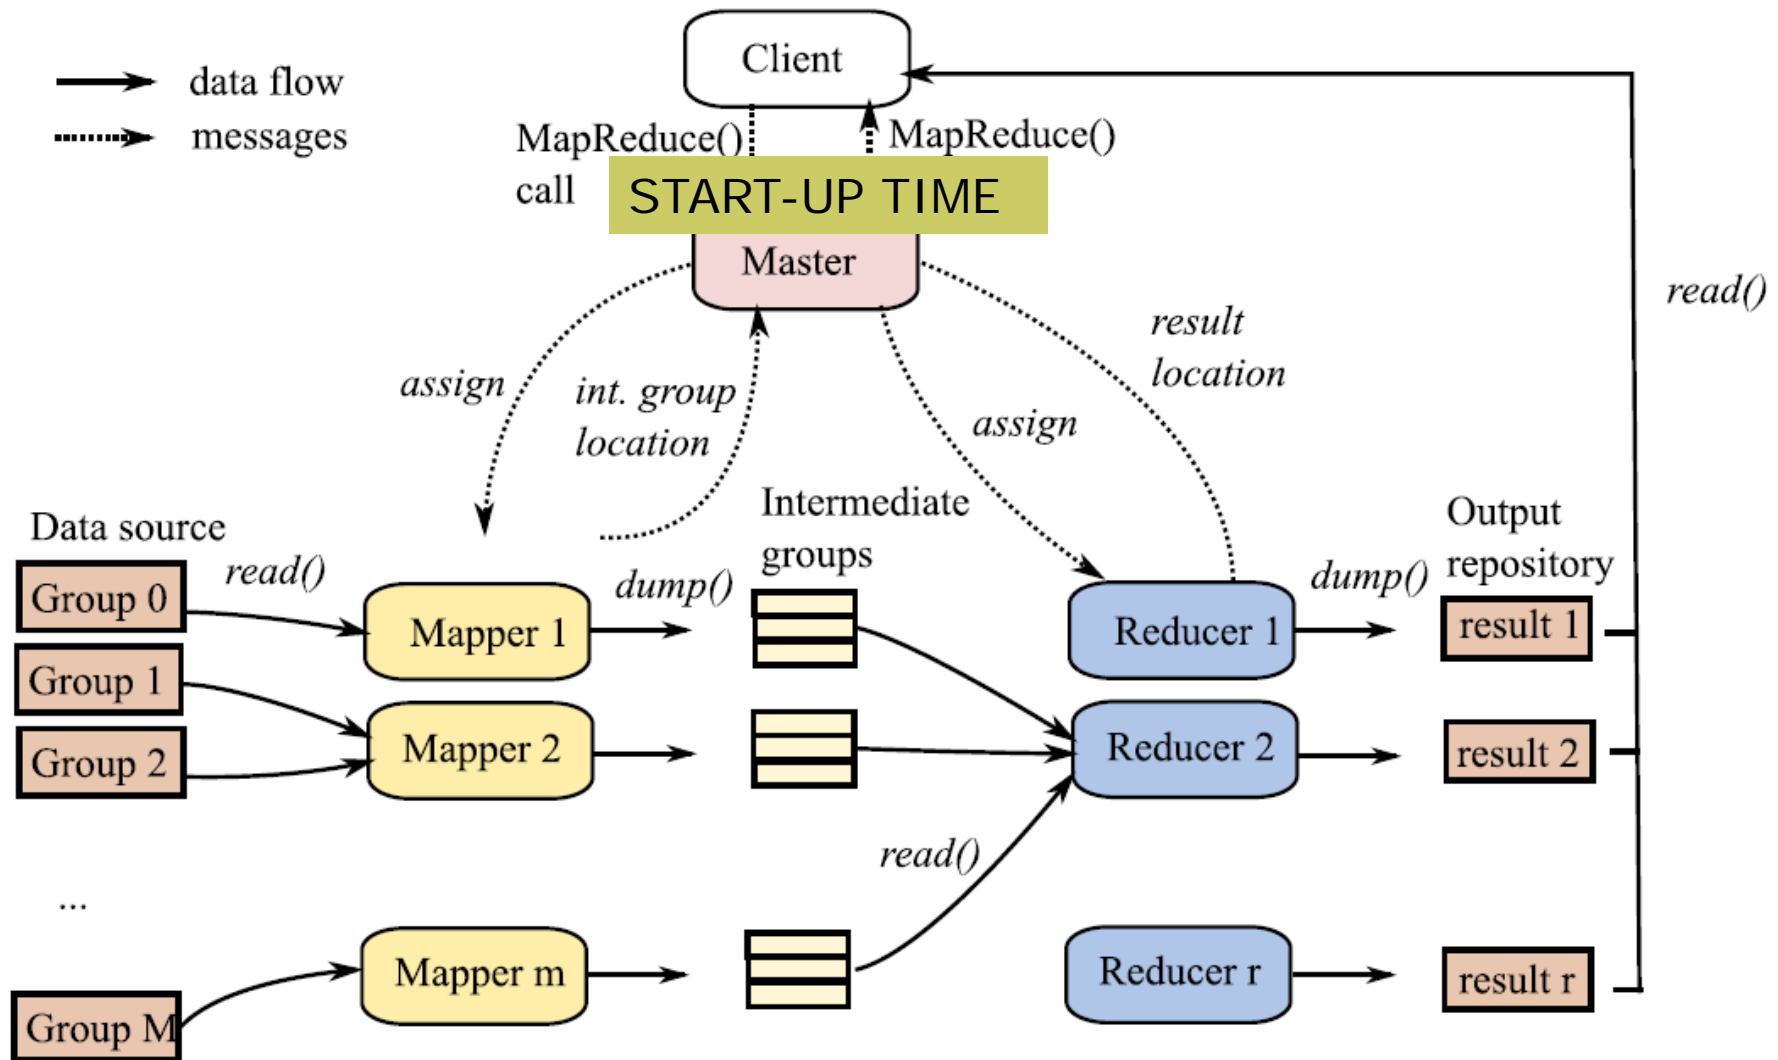 Client
data flow
messages
MapReduce()
call
MapReduce()
START-UP TIME
Master
read()
result
location
assign
int. group
location
assign
Data source
read()
dump()
Intermediate
groups
dump()
Output
repository
Group 0
Mapper 1
Reducer 1
result 1
Group 1
Group 2
Mapper 2
Reducer 2
result 2
read()
...
Mapper m
Reducer r
result r
Group M